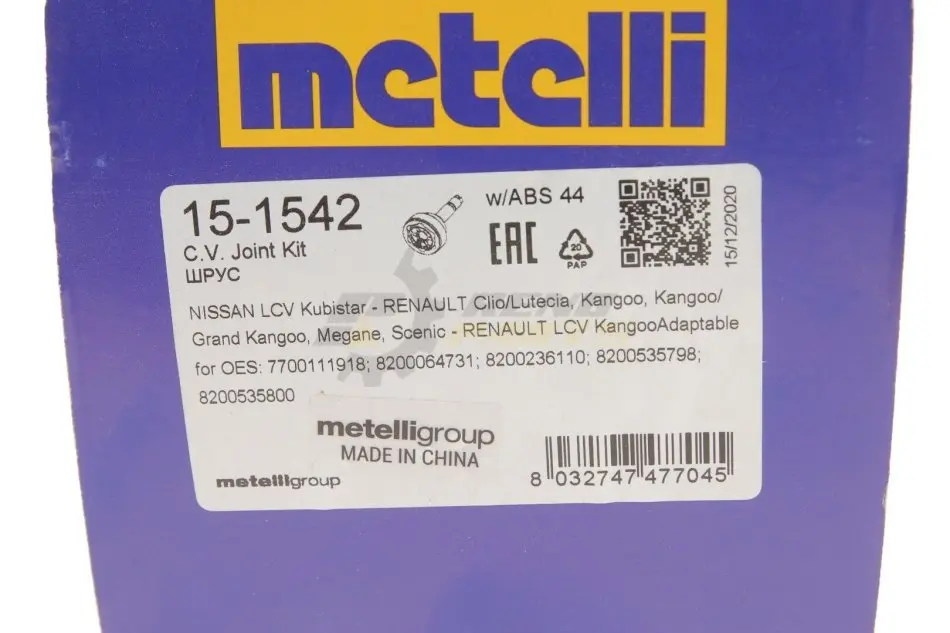 metelli
15-1542
w/ABS 44
C.V. Joint Kit
ШРУС
EAC
20
PAP
15/12/2020
NISSAN LCV Kubistar - RENAULT Clio/Lutecia, Kangoo, Kangoo/
Grand Kangoo, Megane, Scenic - RENAULT LCV KangooAdaptable
for OES: 7700111918; 8200064731; 8200236110; 8200535798;
8200535800
metelligroup
MADE IN CHINA
metelligroup
8 032747 477045